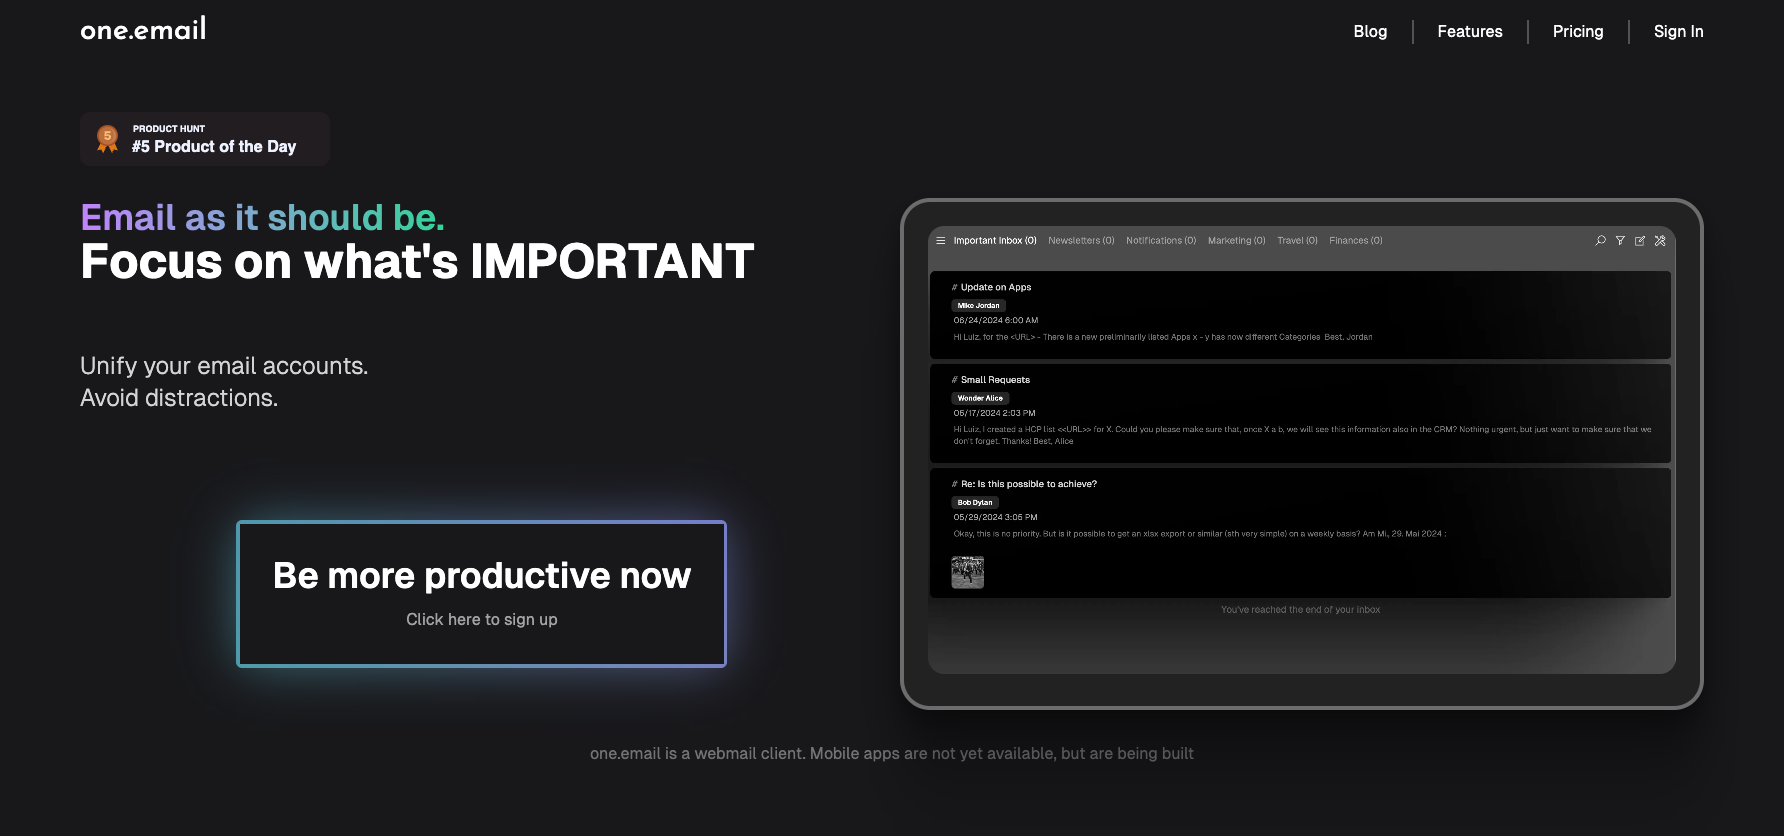 one.email
Blog
Features
Pricing
Sign In
5
PRODUCT HUNT
#5 Product of the Day
Email as it should be.
Focus on what's IMPORTANT
Unify your email accounts.
Avoid distractions.
Be more productive now
Click here to sign up
Important Inbox (0) Newsletters (0) Notifications (0) Marketing (0) Travel (0) Finances (0)
# Update on Apps
Mike Jordan
06/24/2024 6:00 AM
Hi Luiz, for the <URL> - There is a new preliminarily listed Apps x - y has now different Categories Best, Jordan
# Small Requests
Wonder Alice
06/17/2024 2:03 PM
Hi Luiz, I created a HCP list <<URL>> for X. Could you please make sure that, once X a b, we will see this information also in the CRM? Nothing urgent, but just want to make sure that we
don't forget. Thanks! Best, Alice
# Re: Is this possible to achieve?
Bob Dylan
05/29/2024 3:05 PM
Okay, this is no priority. But is it possible to get an xlsx export or similar (sth very simple) on a weekly basis? Am Mi., 29. Mai 2024 :
You've reached the end of your inbox
one.email is a webmail client. Mobile apps are not yet available, but are being built